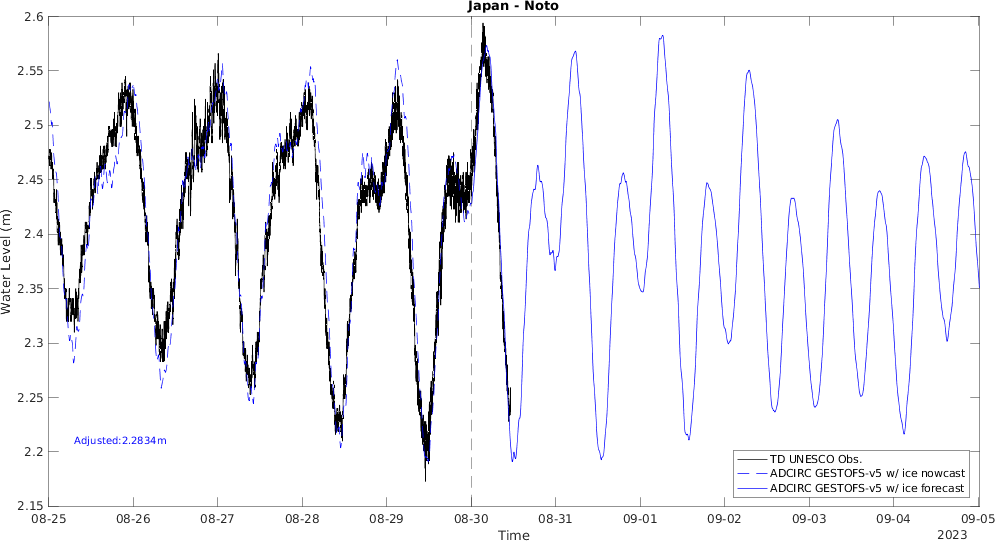 Japan - Noto
Water Level (m)
2.6
2.55
2.5
2.45
2.4
2.35
2.3
2.25
2.2
2.15
Adjusted:2.2834m
TD UNESCO Obs.
ADCIRC GESTOFS-v5 w/ ice nowcast
ADCIRC GESTOFS-v5 w/ ice forecast
08-25 08-26 08-27 08-28 08-29 08-30 08-31 09-01 09-02 09-03 09-04 09-05
Time
2023